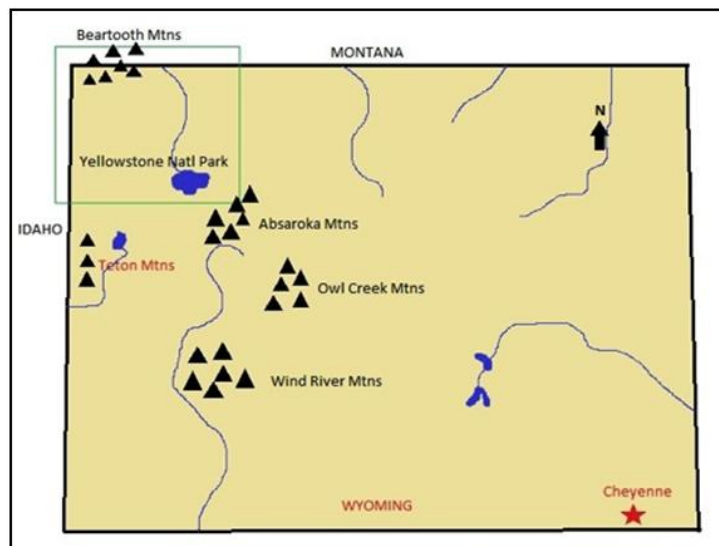 Beartooth Mtns
MONTANA
N
Yellowstone Natl Park
IDAHO
Absaroka Mtns
Teton Mtns
Owl Creek Mtns
Wind River Mtns
Cheyenne
WYOMING